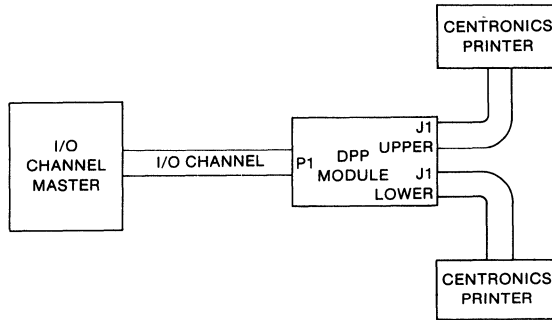 CENTRONICS
PRINTER
I/O
CHANNEL
MASTER
I/O CHANNEL
P1
DPP
MODULE
J1
UPPER
J1
LOWER
CENTRONICS
PRINTER